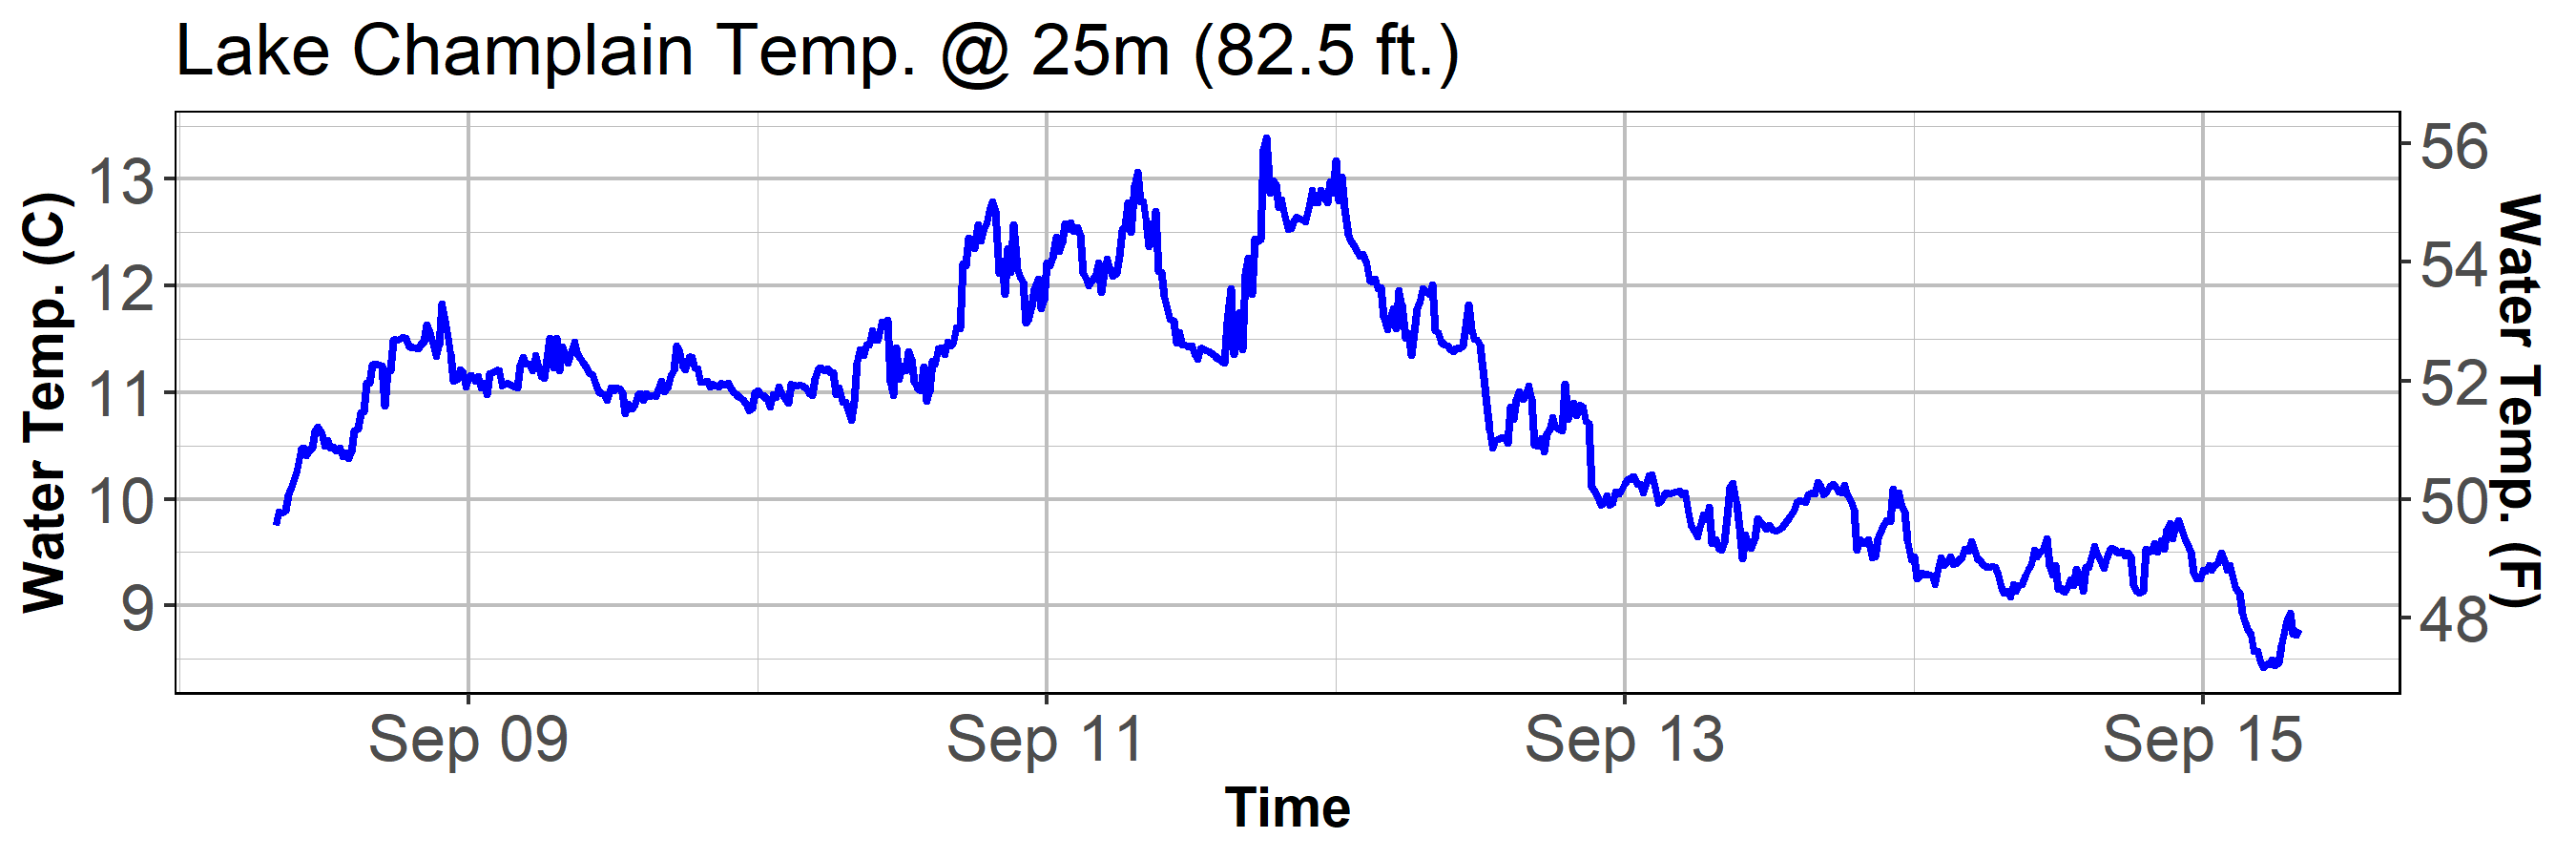 Lake Champlain Temp. @ 25m (82.5 ft.)
Water Temp. (C)
13
12
11
10
9
56
54
52
50
48
Water Temp. (F)
Sep 09
Sep 11
Sep 13
Sep 15
Time